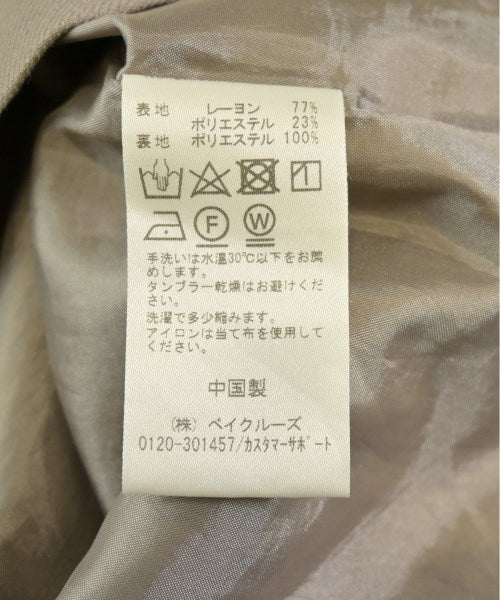 表地 レーヨン 77%
ポリエステル 23%
裏地 ポリエステル 100%
F W
手洗いは水温30℃以下をお薦
めします。
タンブラー乾燥はお避けくださ
い。
洗濯で多少縮みます。
アイロンは当て布を使用して
ください。
中国製
(株) ベイクルーズ
0120-301457/カスタマーサポート